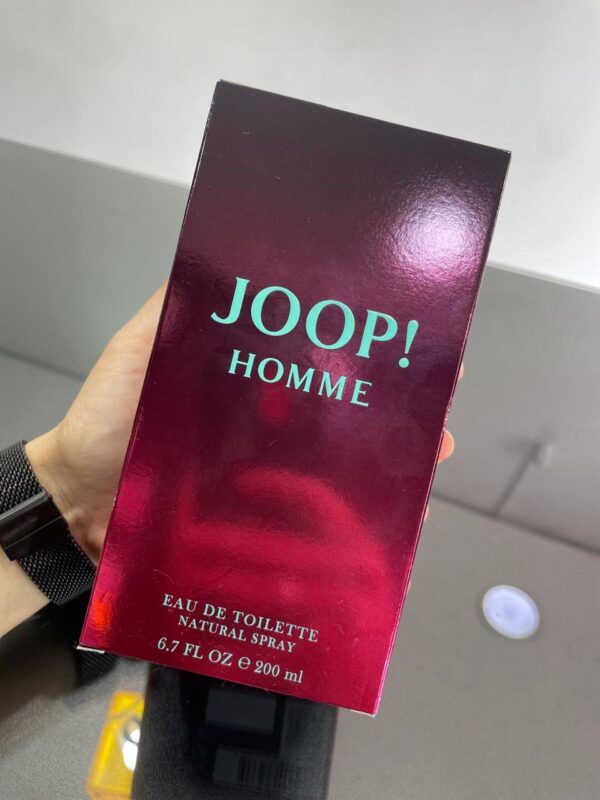 JOOP!
HOMME
EAU DE TOILETTE
NATURAL SPRAY
6.7 FL OZ ℮ 200 ml